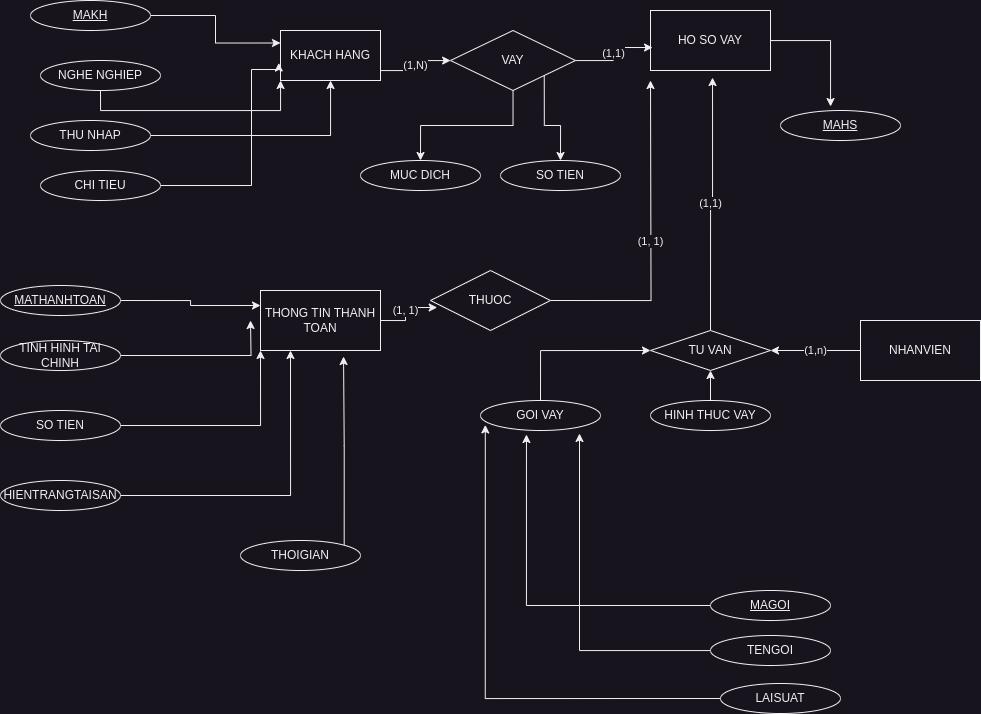 MAKH
NGHE NGHIEP
THU NHAP
CHI TIEU
KHACH HANG
(1,N)
VAY
(1,1)
HO SO VAY
MAHS
MUC DICH
SO TIEN
(1, 1)
(1,1)
MATHANHTOAN
TINH HINH TAI
CHINH
SO TIEN
HIENTRANGTAISAN
THOIGIAN
THONG TIN THANH
TOAN
(1, 1)
THUOC
TU VAN
(1,n)
NHANVIEN
GOI VAY
HINH THUC VAY
MAGOI
TENGOI
LAISUAT